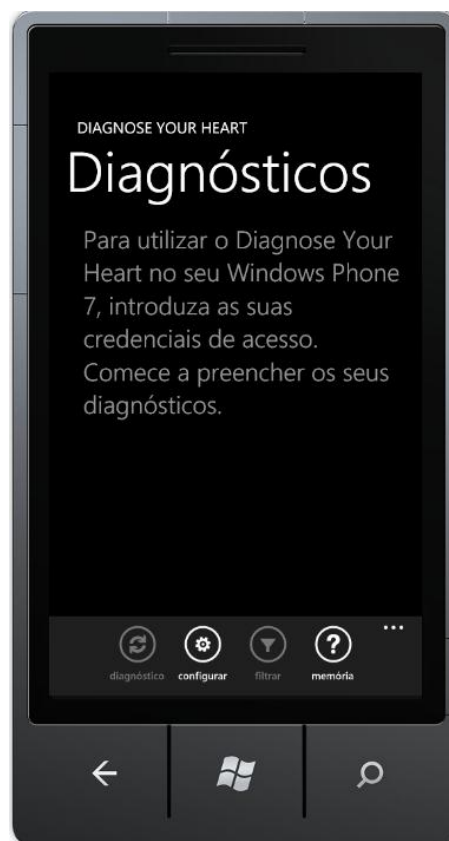 DIAGNOSE YOUR HEART
Diagnósticos
Para utilizar o Diagnose Your
Heart no seu Windows Phone
7, introduza as suas
credenciais de acesso.
Comece a preencher os seus
diagnósticos.
diagnóstico configurar filtrar memória